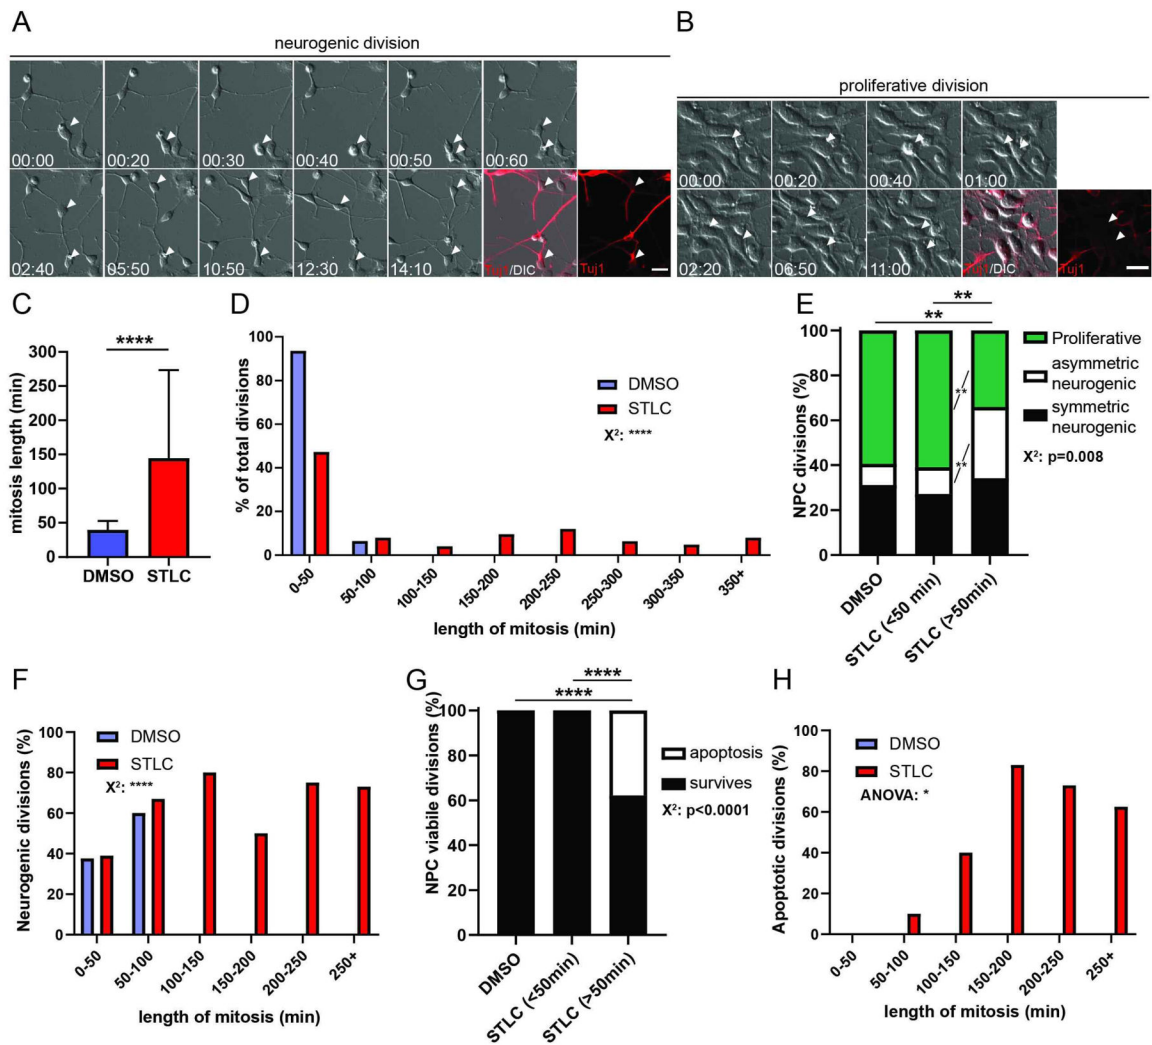 A
neurogenic division
00:00
00:20
00:30
00:40
00:50
00:60
02:40
05:50
10:50
12:30
14:10
Tuj1/DIC
Tuj1
B
proliferative division
00:00
00:20
00:40
01:00
02:20
06:50
11:00
Tuj1/DIC
Tuj1
C
mitosis length (min)
300
250
200
150
100
50
0
****
DMSO
STLC
D
% of total divisions
100
80
60
40
20
0
DMSO
STLC
X²: ****
0-50
50-100
100-150
150-200
200-250
250-300
300-350
350+
length of mitosis (min)
E
NPC divisions (%)
100
80
60
40
20
0
**
**
**
**
Proliferative
asymmetric
neurogenic
symmetric
neurogenic
X²: p=0.008
DMSO
STLC (<50 min)
STLC (>50min)
F
Neurogenic divisions (%)
100
80
60
40
20
0
DMSO
STLC
X²: ****
0-50
50-100
100-150
150-200
200-250
250+
length of mitosis (min)
G
NPC viabile divisions (%)
100
80
60
40
20
0
****
****
apoptosis
survives
X²: p<0.0001
DMSO
STLC (<50min)
STLC (>50min)
H
Apoptotic divisions (%)
100
80
60
40
20
0
DMSO
STLC
ANOVA: *
0-50
50-100
100-150
150-200
200-250
250+
length of mitosis (min)